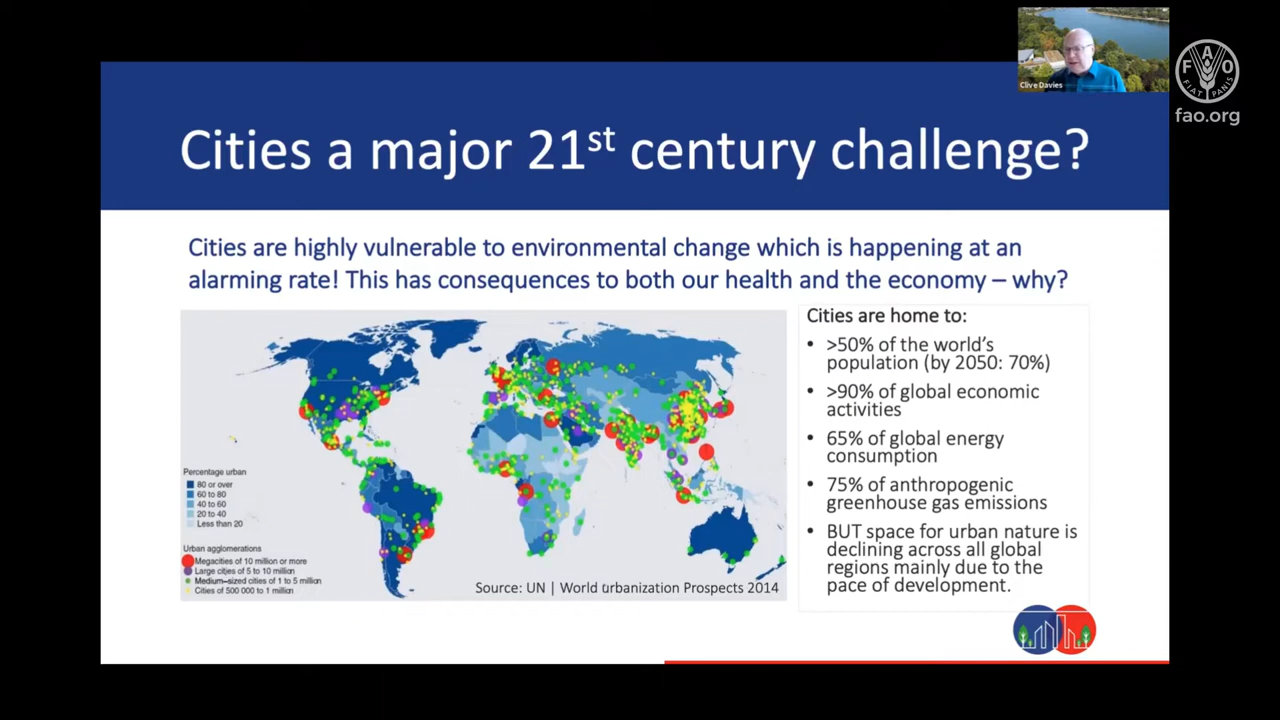 Clive Davies
FAO
FIAT PANIS
fao.org
Cities a major 21st century challenge?
Cities are highly vulnerable to environmental change which is happening at an
alarming rate! This has consequences to both our health and the economy – why?
Percentage urban
80 or over
60 to 80
40 to 60
20 to 40
Less than 20
Urban agglomerations
Megacities of 10 million or more
Large cities of 5 to 10 million
Medium-sized cities of 1 to 5 million
Cities of 500 000 to 1 million
Source: UN | World urbanization Prospects 2014
Cities are home to:
• >50% of the world's
population (by 2050: 70%)
• >90% of global economic
activities
• 65% of global energy
consumption
• 75% of anthropogenic
greenhouse gas emissions
• BUT space for urban nature is
declining across all global
regions mainly due to the
pace of development.